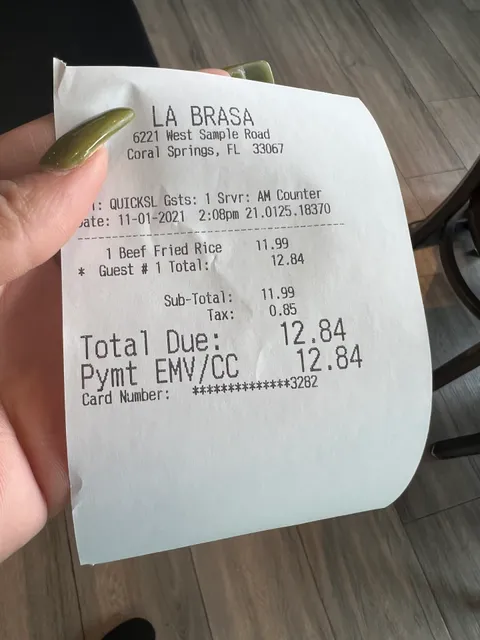 LA BRASA
6221 West Sample Road
Coral Springs, FL 33067
: QUICKSL Gsts: 1 Srvr: AM Counter
ate: 11-01-2021 2:08pm 21.0125.18370
1 Beef Fried Rice 11.99
* Guest # 1 Total: 12.84
Sub-Total: 11.99
Tax: 0.85
Total Due: 12.84
Pymt EMV/CC 12.84
Card Number: **************3282